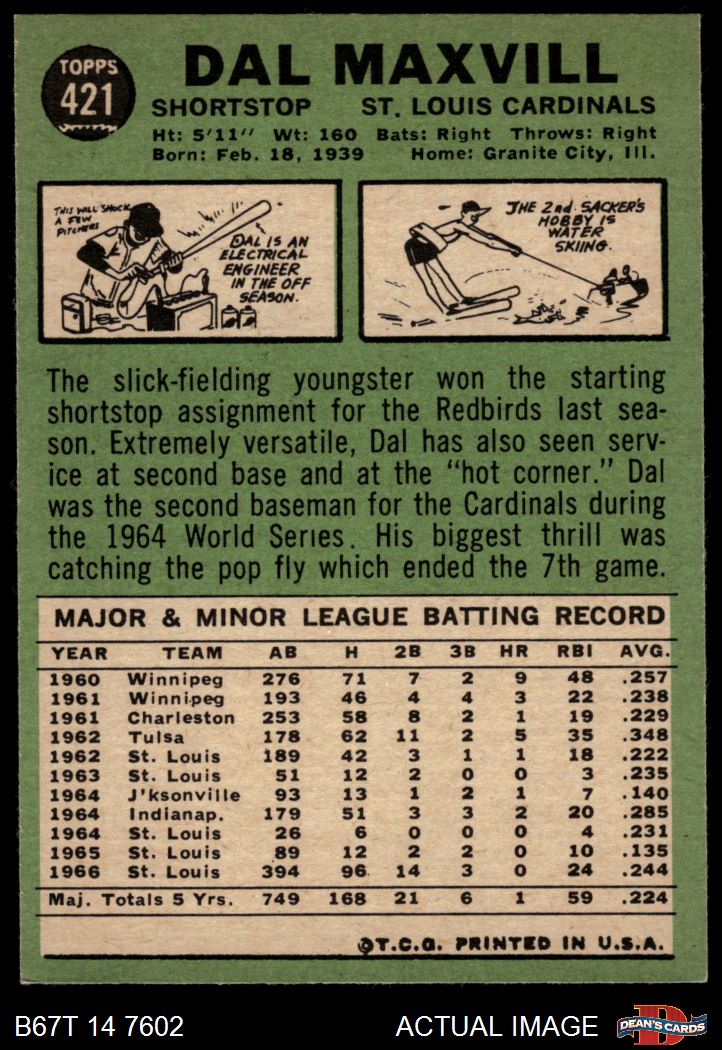 TOPPS
421
DAL MAXVILL
SHORTSTOP ST. LOUIS CARDINALS
Ht: 5'11" Wt: 160 Bats: Right Throws: Right
Born: Feb. 18, 1939 Home: Granite City, Ill.
THIS WILL SHOCK
A FEW
PITCHERS
DAL IS AN
ELECTRICAL
ENGINEER
IN THE OFF
SEASON.
THE 2nd SACKER'S
HOBBY IS
WATER
SKIING.
The slick-fielding youngster won the starting
shortstop assignment for the Redbirds last sea-
son. Extremely versatile, Dal has also seen serv-
ice at second base and at the "hot corner." Dal
was the second baseman for the Cardinals during
the 1964 World Series. His biggest thrill was
catching the pop fly which ended the 7th game.
MAJOR & MINOR LEAGUE BATTING RECORD
YEAR TEAM AB H 2B 3B HR RBI AVG.
1960 Winnipeg 276 71 7 2 9 48 .257
1961 Winnipeg 193 46 4 4 3 22 .238
1961 Charleston 253 58 8 2 1 19 .229
1962 Tulsa 178 62 11 2 5 35 .348
1962 St. Louis 189 42 3 1 1 18 .222
1963 St. Louis 51 12 2 0 0 3 .235
1964 J'ksonville 93 13 1 2 1 7 .140
1964 Indianap. 179 51 3 3 2 20 .285
1964 St. Louis 26 6 0 0 0 4 .231
1965 St. Louis 89 12 2 2 0 10 .135
1966 St. Louis 394 96 14 3 0 24 .244
Maj. Totals 5 Yrs. 749 168 21 6 1 59 .224
©T.C.G. PRINTED IN U.S.A.
B67T 14 7602 ACTUAL IMAGE
D
DEAN'S CARDS